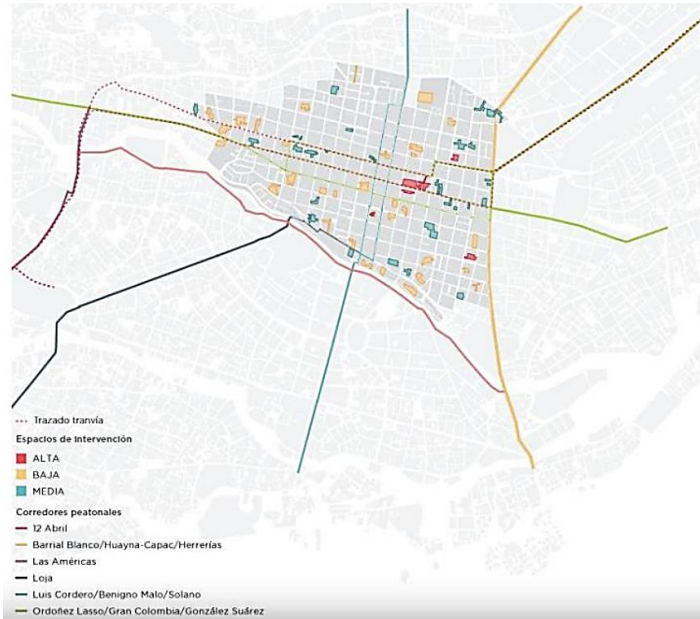 Trazado tranvía
Espacios de Intervención
ALTA
BAJA
MEDIA
Corredores peatonales
12 Abril
Barrial Blanco/Huayna-Capac/Herrerías
Las Américas
Loja
Luis Cordero/Benigno Malo/Solano
Ordoñez Lasso/Gran Colombia/González Suárez